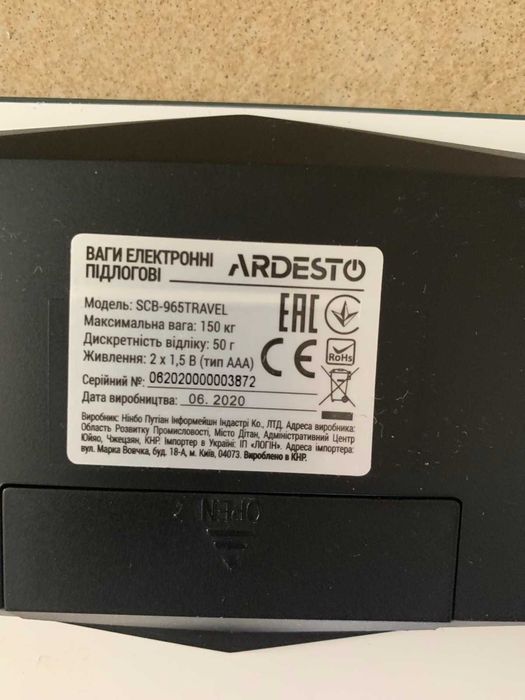 ВАГИ ЕЛЕКТРОННІ
ПІДЛОГОВІ
ARDESTO
Модель: SCB-965TRAVEL
Максимальна вага: 150 кг
Дискретність відліку: 50 г
Живлення: 2 x 1,5 В (тип ААА)
EAC
CE
RoHs
Серійний №: 062020000003872
Дата виробництва: 06. 2020
Виробник: Нінбо Путіан Інформейшн Індастрі Ко., ЛТД. Адреса виробника:
Область Розвитку Промисловості, Місто Дітан, Адміністративний Центр
Юйяо, Чжецзян, КНР. Імпортер в Україні: ІП «ЛОГІН». Адреса імпортера:
вул. Марка Вовчка, буд. 18-А, м. Київ, 04073. Вироблено в КНР.
OPEN